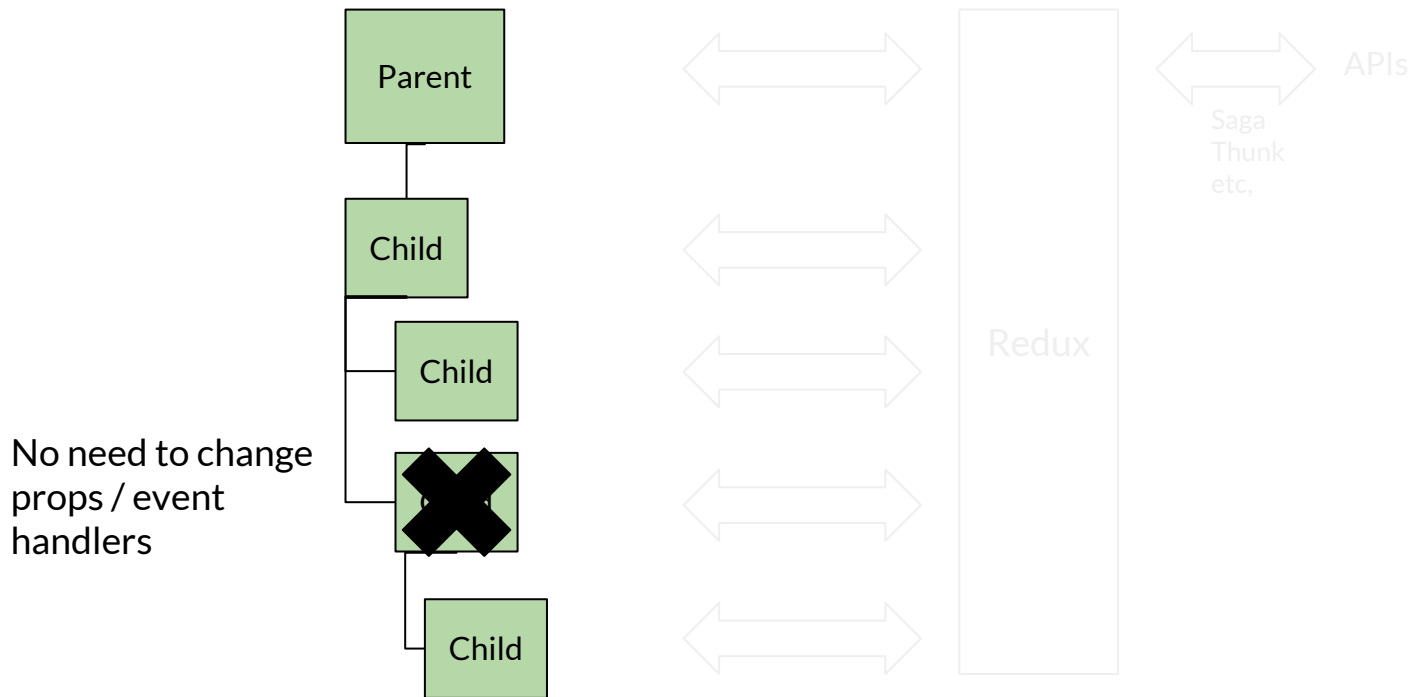 Parent
APIs
Saga
Thunk
etc,
Child
Redux
Child
No need to change
props / event
handlers
Child